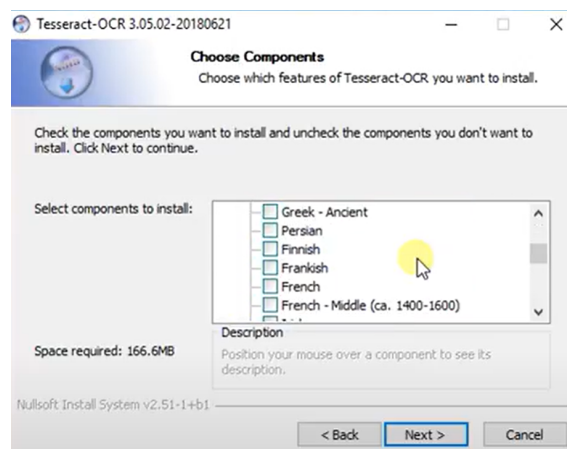 Tesseract-OCR 3.05.02-20180621
Choose Components
Choose which features of Tesseract-OCR you want to install.
Check the components you want to install and uncheck the components you don't want to
install. Click Next to continue.
Select components to install:
Greek - Ancient
Persian
Finnish
Frankish
French
French - Middle (ca. 1400-1600)
Space required: 166.6MB
Description
Position your mouse over a component to see its
description.
Nullsoft Install System v2.51-1+b1
< Back
Next >
Cancel